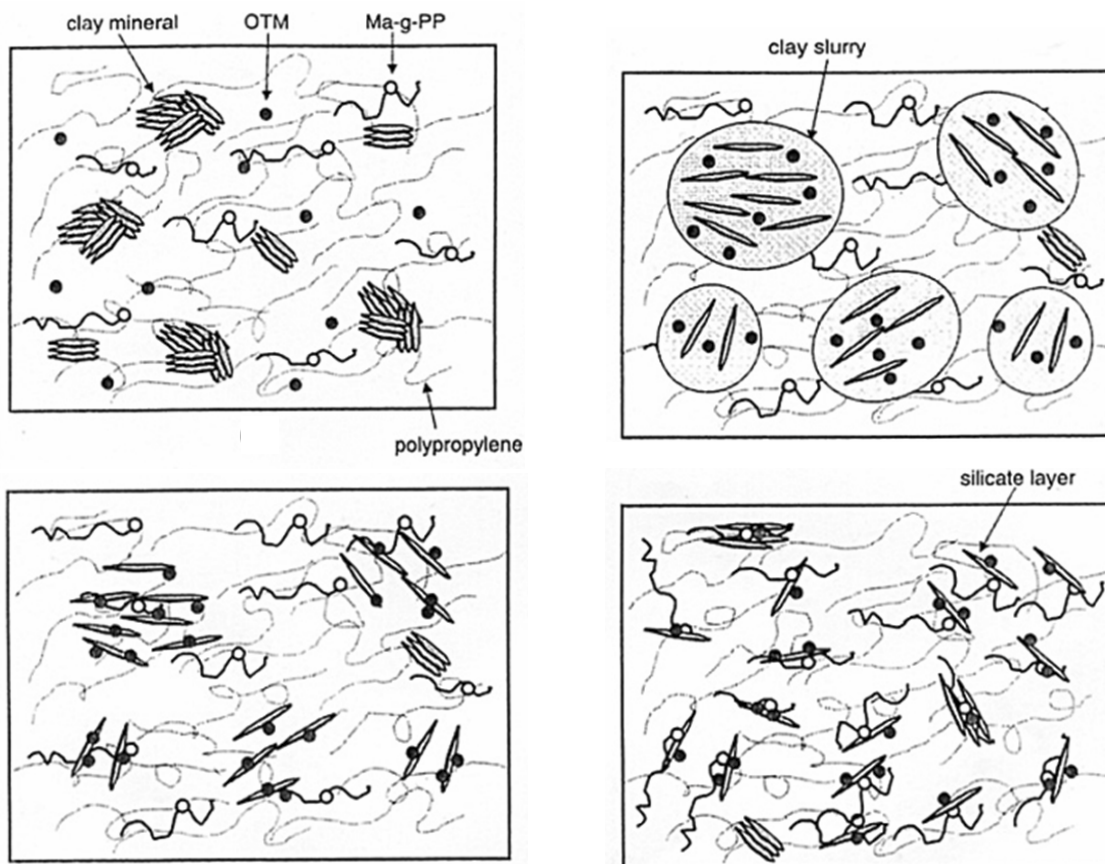 clay mineral
OTM
Ma-g-PP
clay slurry
polypropylene
silicate layer